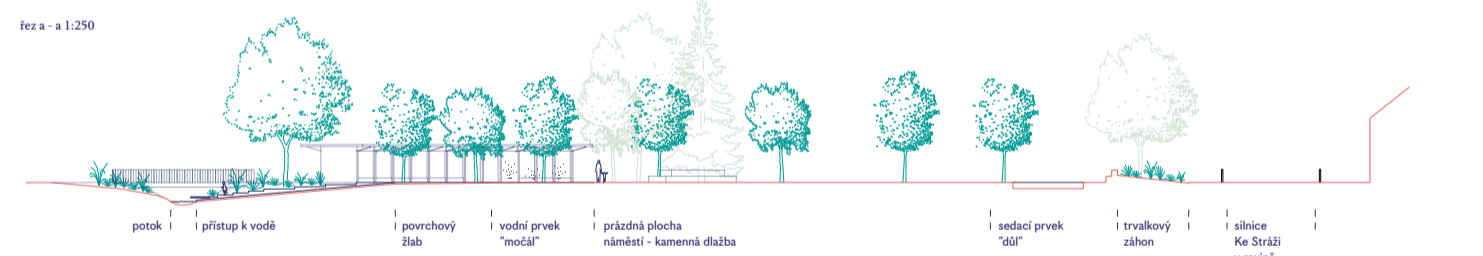 řez a - a 1:250
potok
přístup k vodě
povrchový
žlab
vodní prvek
"močál"
prázdná plocha
náměstí - kamenná dlažba
sedací prvek
"důl"
trvalkový
záhon
silnice
Ke Stráži